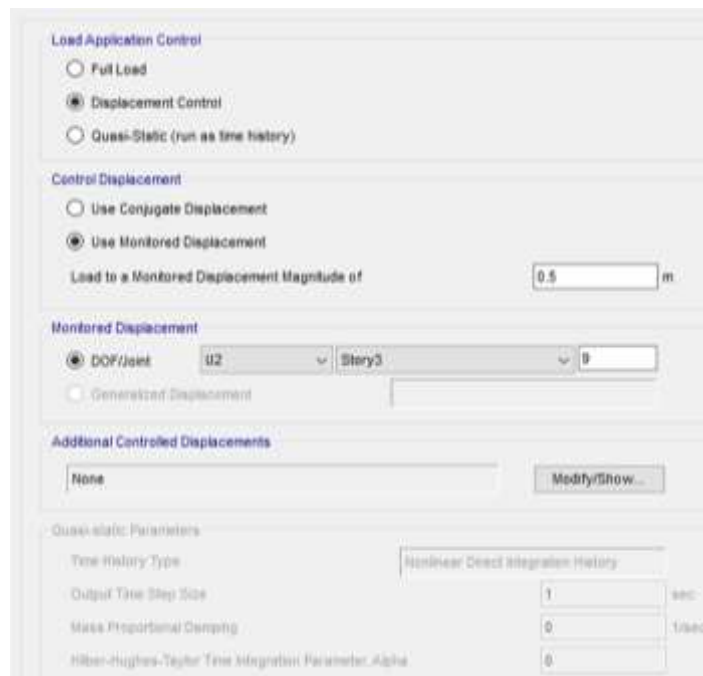 Load Application Control
Full Load
Displacement Control
Quasi-Static (run as time history)
Control Displacement
Use Conjugate Displacement
Use Monitored Displacement
Load to a Monitored Displacement Magnitude of 0.5 m
Monitored Displacement
DOF/Joint U2 Story3 9
Generalized Displacement
Additional Controlled Displacements
None Modify/Show...
Quasi-static Parameters
Time History Type Nonlinear Direct Integration History
Output Time Step Size 1 sec
Mass Proportional Damping 0 1/sec
Hilber-Hughes-Taylor Time Integration Parameter, Alpha 0